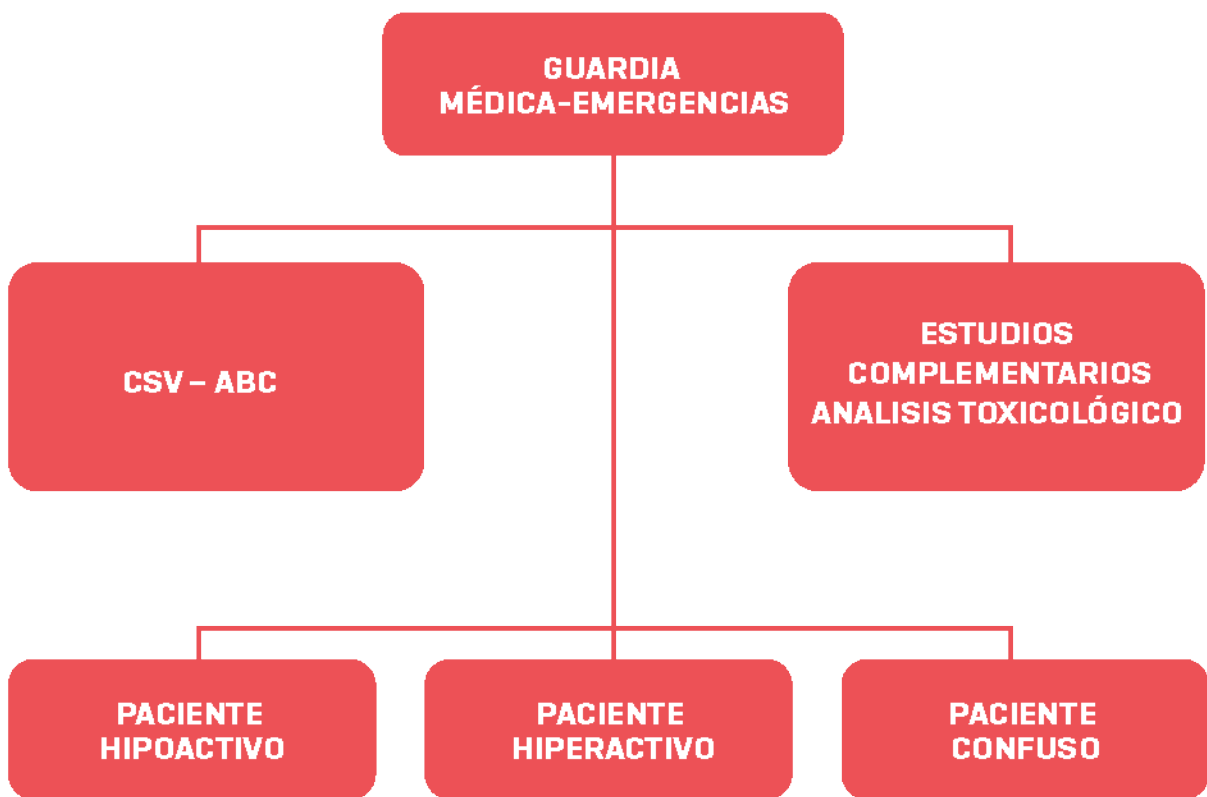 GUARDIA
MÉDICA-EMERGENCIAS
CSV – ABC
ESTUDIOS
COMPLEMENTARIOS
ANALISIS TOXICOLÓGICO
PACIENTE
HIPOACTIVO
PACIENTE
HIPERACTIVO
PACIENTE
CONFUSO